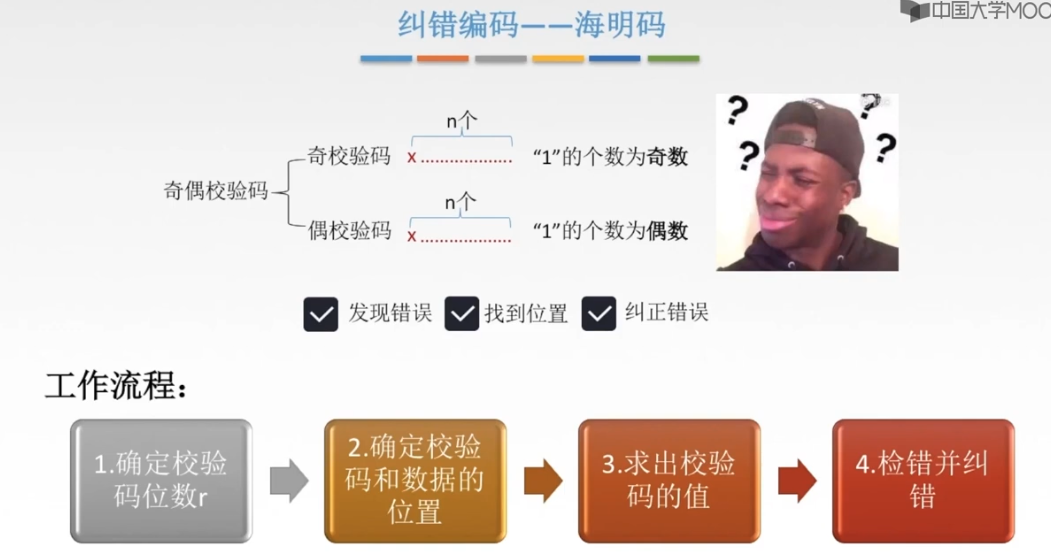 中国大学MOO
纠错编码——海明码
n个
奇校验码 x ................... “1”的个数为奇数
奇偶校验码
n个
偶校验码 x ................... “1”的个数为偶数
? ? ? ?
发现错误 找到位置 纠正错误
工作流程：
1.确定校验
码位数r
2.确定校验
码和数据的
位置
3.求出校验
码的值
4.检错并纠
错